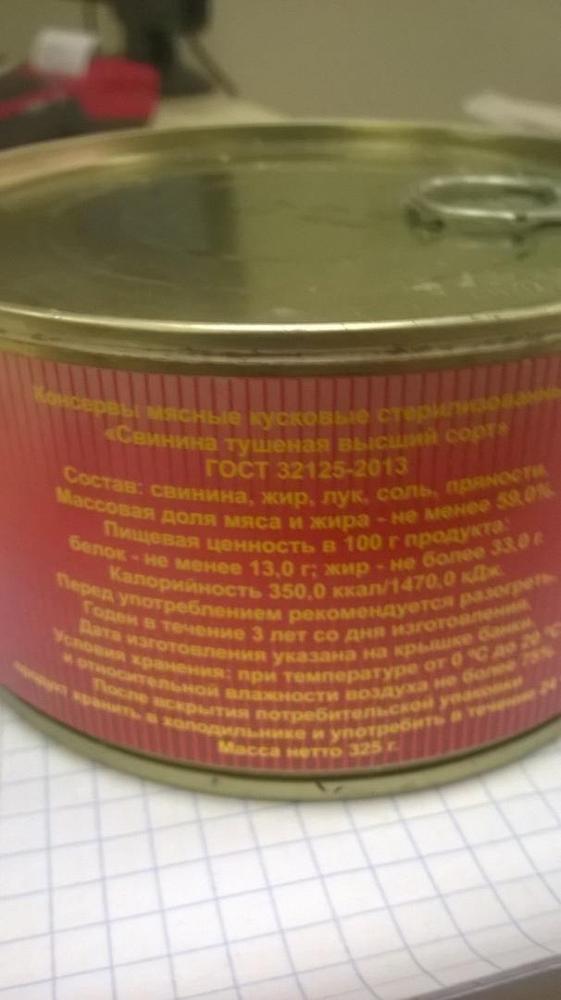 Консервы мясные кусковые стерилизованные
«Свинина тушеная высший сорт»
ГОСТ 32125-2013
Состав: свинина, жир, лук, соль, пряности.
Массовая доля мяса и жира - не менее 59,0%.
Пищевая ценность в 100 г продукта:
белок - не менее 13,0 г; жир - не более 33,0 г.
Калорийность 350,0 ккал/1470,0 кДж.
Перед употреблением рекомендуется разогреть.
Годен в течение 3 лет со дня изготовления.
Дата изготовления указана на крышке банки.
Условия хранения: при температуре от 0 °С до 20 °С
и относительной влажности воздуха не более 75%.
После вскрытия потребительской упаковки
продукт хранить в холодильнике и употребить в течение 24
Масса нетто 325 г.